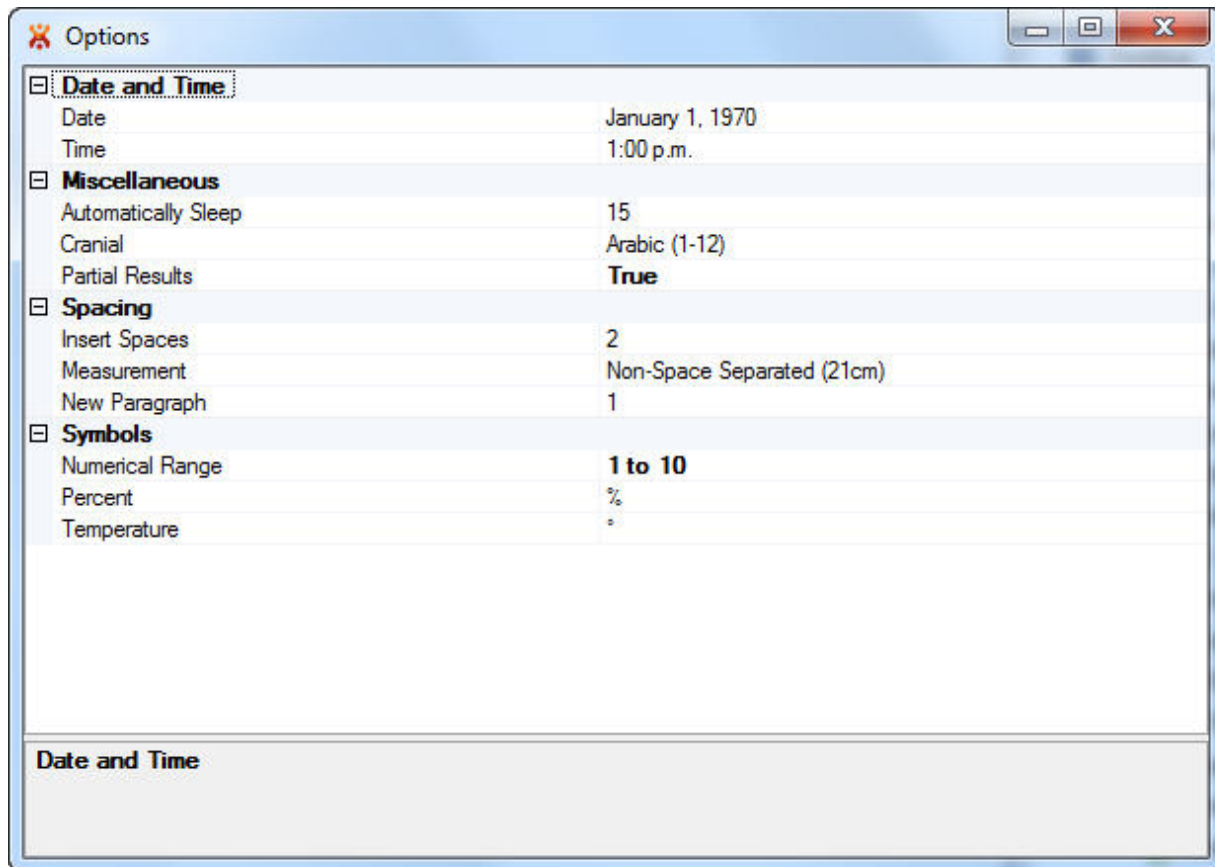 Options
Date and Time
Date January 1, 1970
Time 1:00 p.m.
Miscellaneous
Automatically Sleep 15
Cranial Arabic (1-12)
Partial Results True
Spacing
Insert Spaces 2
Measurement Non-Space Separated (21cm)
New Paragraph 1
Symbols
Numerical Range 1 to 10
Percent %
Temperature °
Date and Time